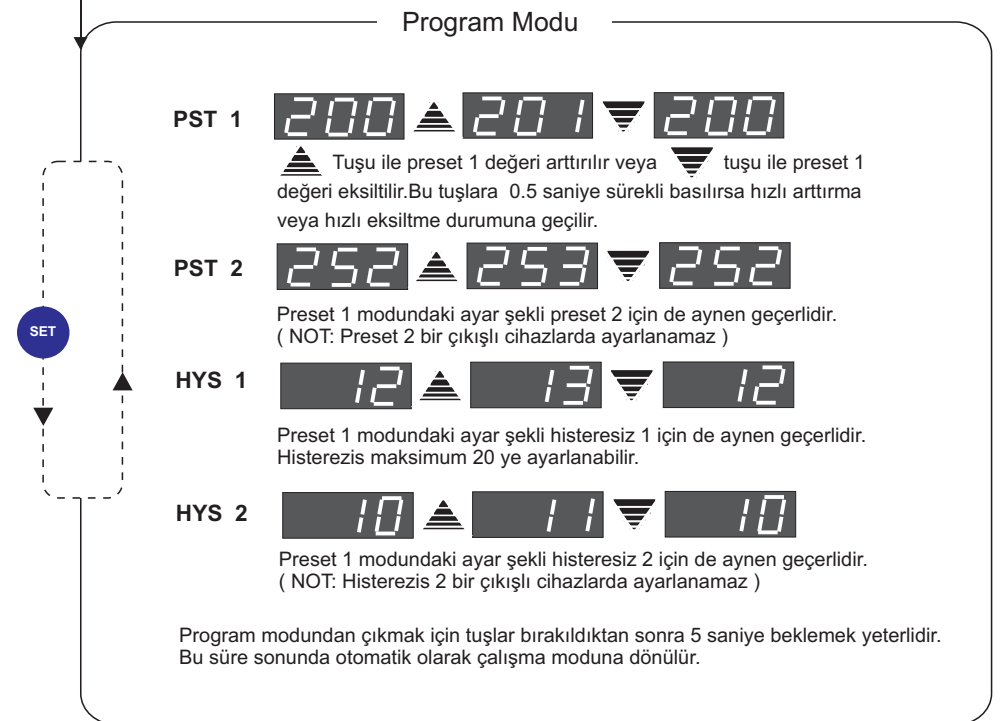 Program Modu
PST 1 200 201 200
Tuşu ile preset 1 değeri arttırılır veya tuşu ile preset 1
değeri eksiltilir.Bu tuşlara 0.5 saniye sürekli basılırsa hızlı arttırma
veya hızlı eksiltme durumuna geçilir.
PST 2 252 253 252
Preset 1 modundaki ayar şekli preset 2 için de aynen geçerlidir.
( NOT: Preset 2 bir çıkışlı cihazlarda ayarlanamaz )
SET
HYS 1 12 13 12
Preset 1 modundaki ayar şekli histeresiz 1 için de aynen geçerlidir.
Histerezis maksimum 20 ye ayarlanabilir.
HYS 2 10 11 10
Preset 1 modundaki ayar şekli histeresiz 2 için de aynen geçerlidir.
( NOT: Histerezis 2 bir çıkışlı cihazlarda ayarlanamaz )
Program modundan çıkmak için tuşlar bırakıldıktan sonra 5 saniye beklemek yeterlidir.
Bu süre sonunda otomatik olarak çalışma moduna dönülür.